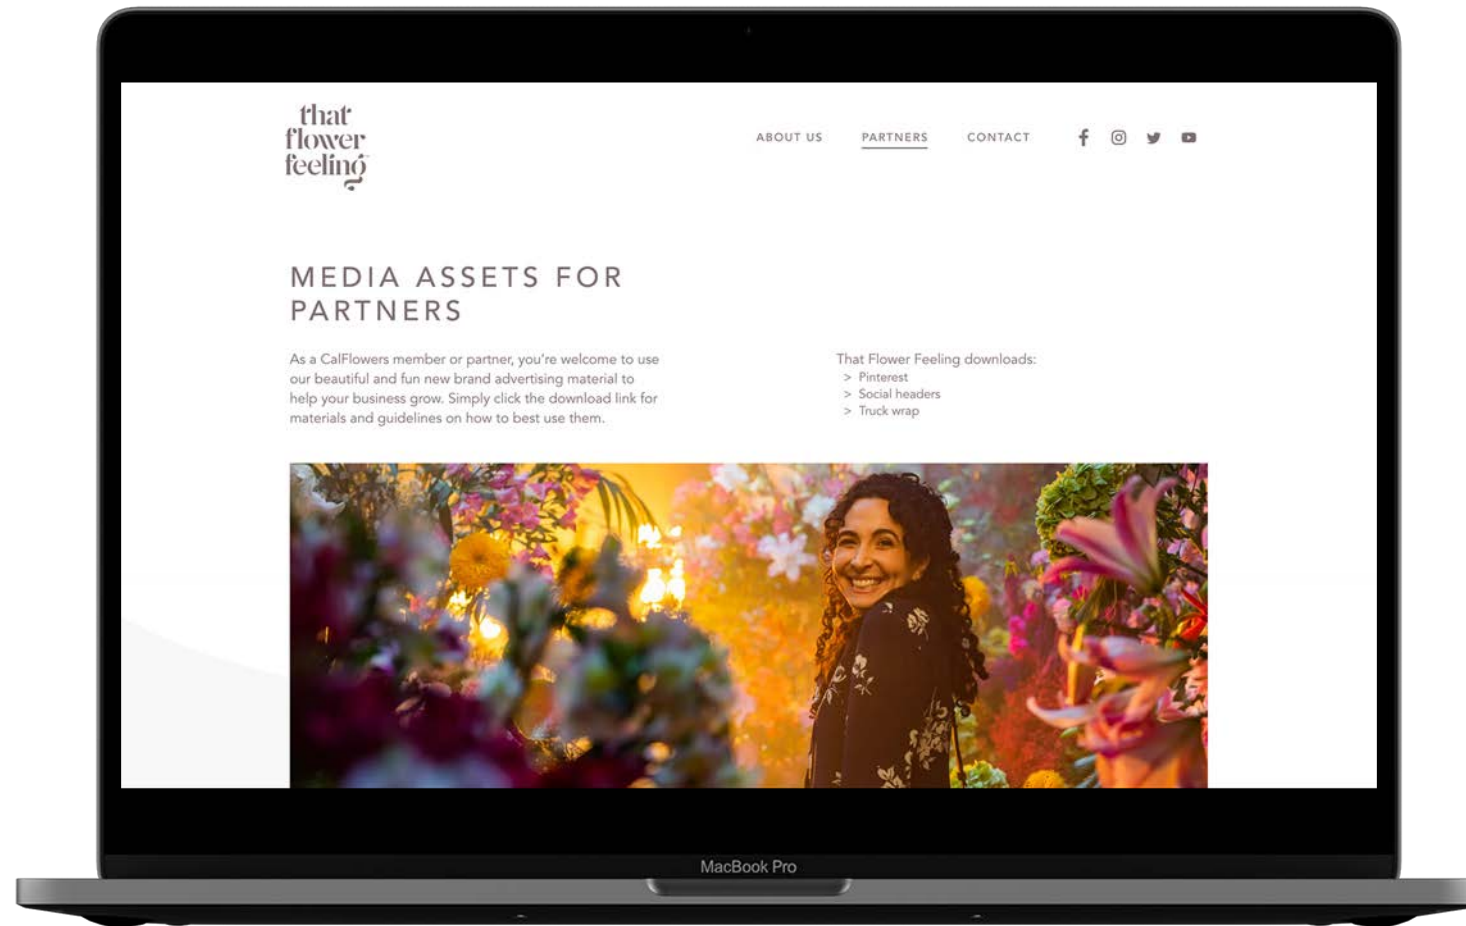 that
flower
feeling
ABOUT US PARTNERS CONTACT
MEDIA ASSETS FOR
PARTNERS
As a CalFlowers member or partner, you're welcome to use
our beautiful and fun new brand advertising material to
help your business grow. Simply click the download link for
materials and guidelines on how to best use them.
That Flower Feeling downloads:
> Pinterest
> Social headers
> Truck wrap
MacBook Pro